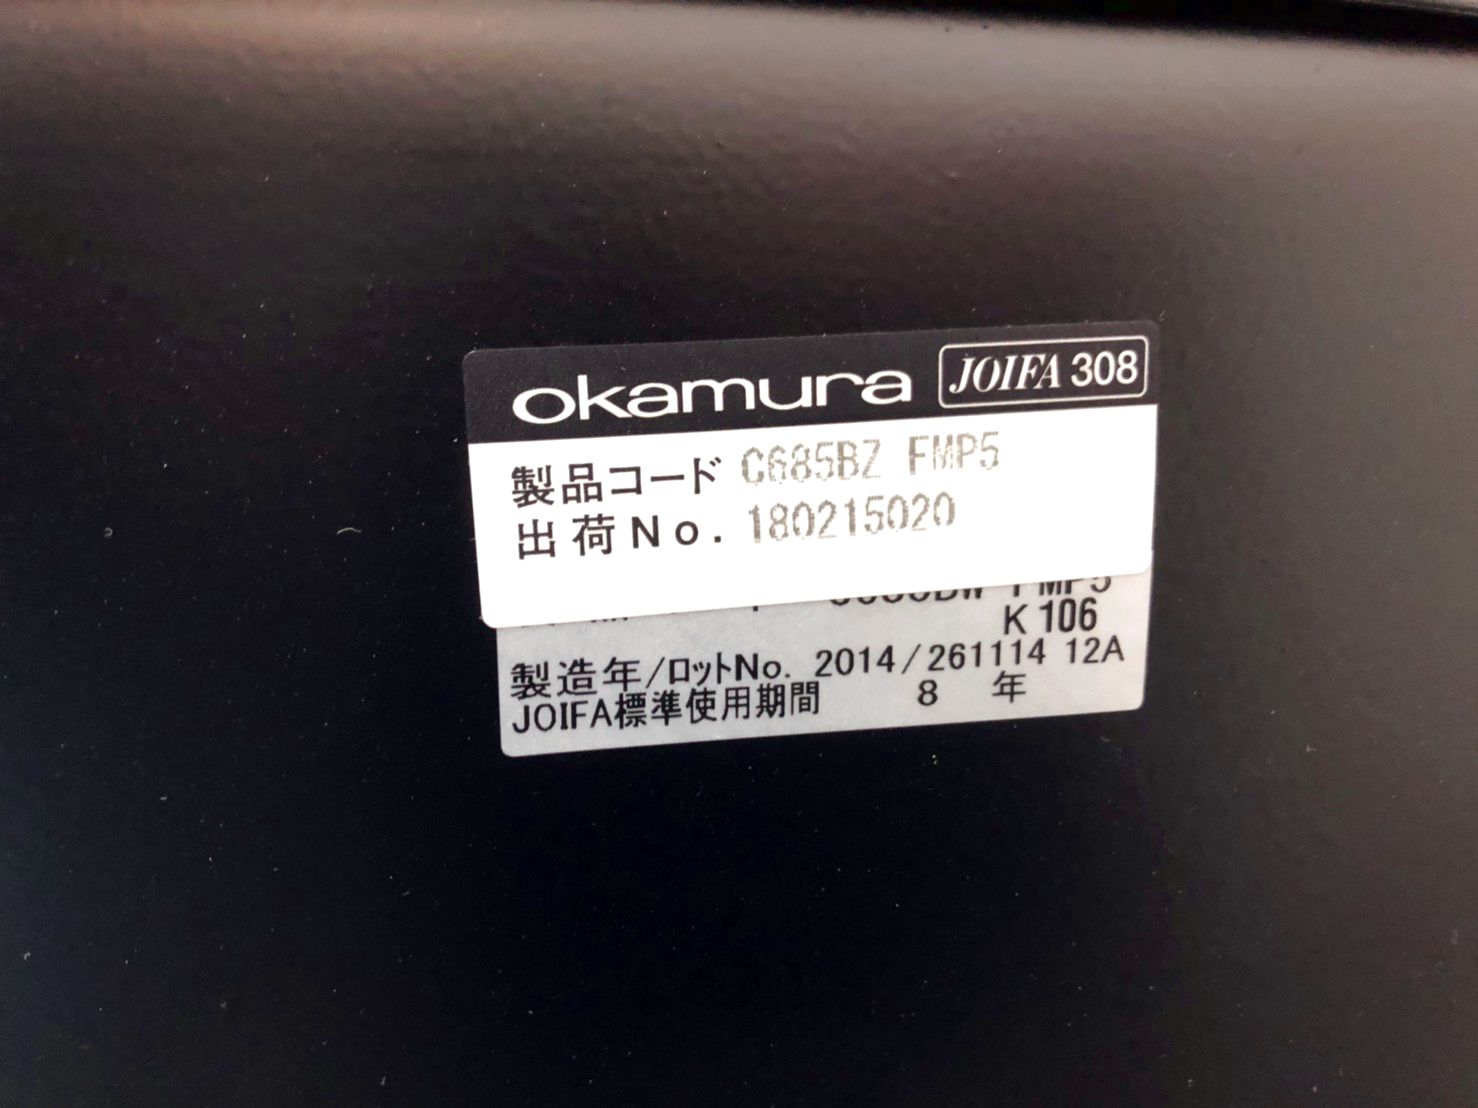 okamura JOIFA 308
製品コード C685BZ FMP5
出荷No. 180215020
FMP5
K 106
製造年/ロットNo. 2014/261114 12A
JOIFA標準使用期間 8 年